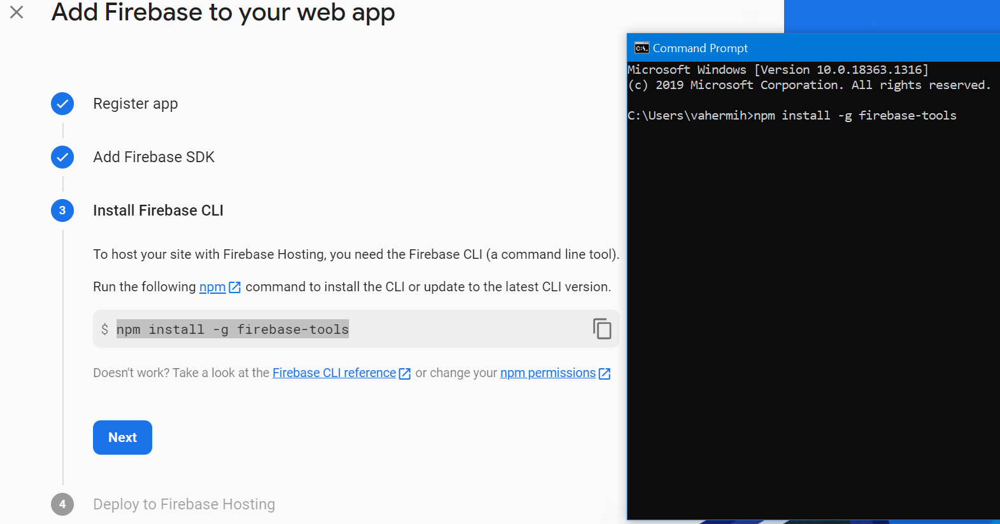 Add Firebase to your web app
Register app
Add Firebase SDK
3
Install Firebase CLI
To host your site with Firebase Hosting, you need the Firebase CLI (a command line tool).
Run the following npm command to install the CLI or update to the latest CLI version.
$ npm install -g firebase-tools
Doesn't work? Take a look at the Firebase CLI reference or change your npm permissions
Next
4
Deploy to Firebase Hosting
C:\.
Command Prompt
Microsoft Windows [Version 10.0.18363.1316]
(c) 2019 Microsoft Corporation. All rights reserved.
C:\Users\vahermih>npm install -g firebase-tools